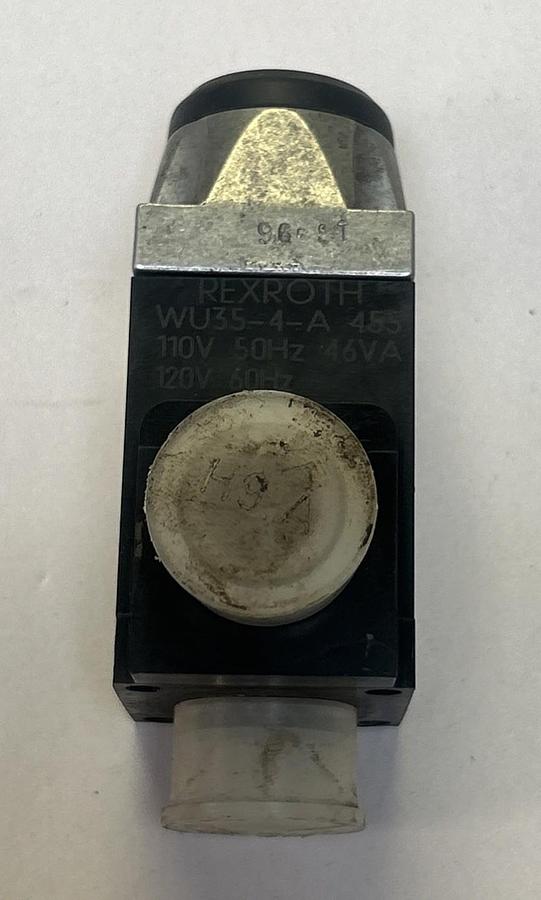 REXROTH
WU35-4-A 455
110V 50Hz 46VA
120V 60Hz